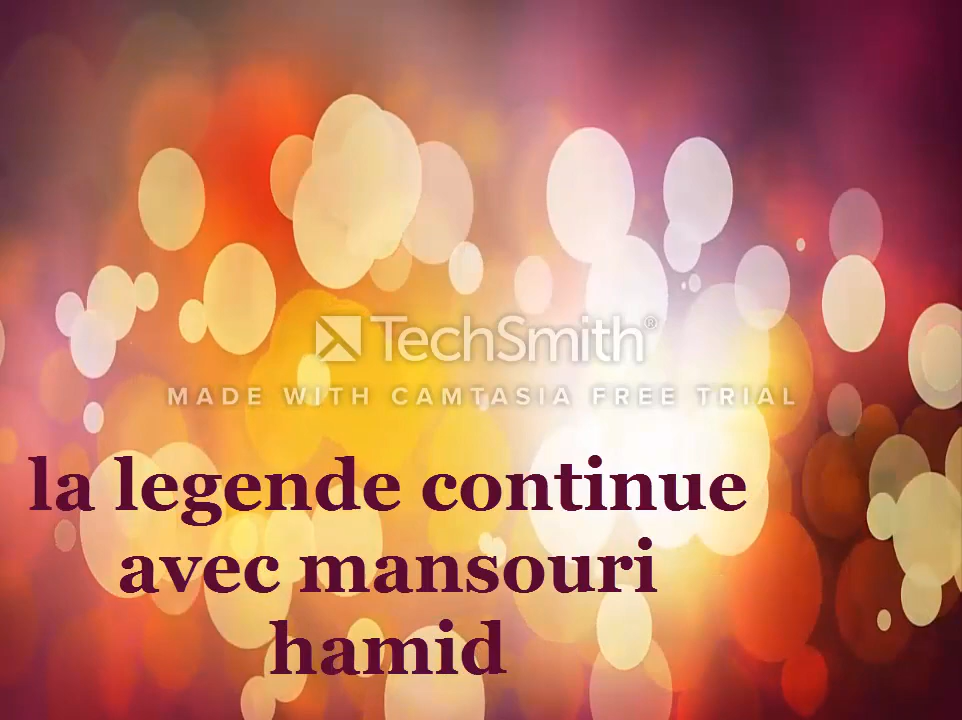 TechSmith®
MADE WITH CAMTASIA FREE TRIAL
la legende continue
avec mansouri
hamid